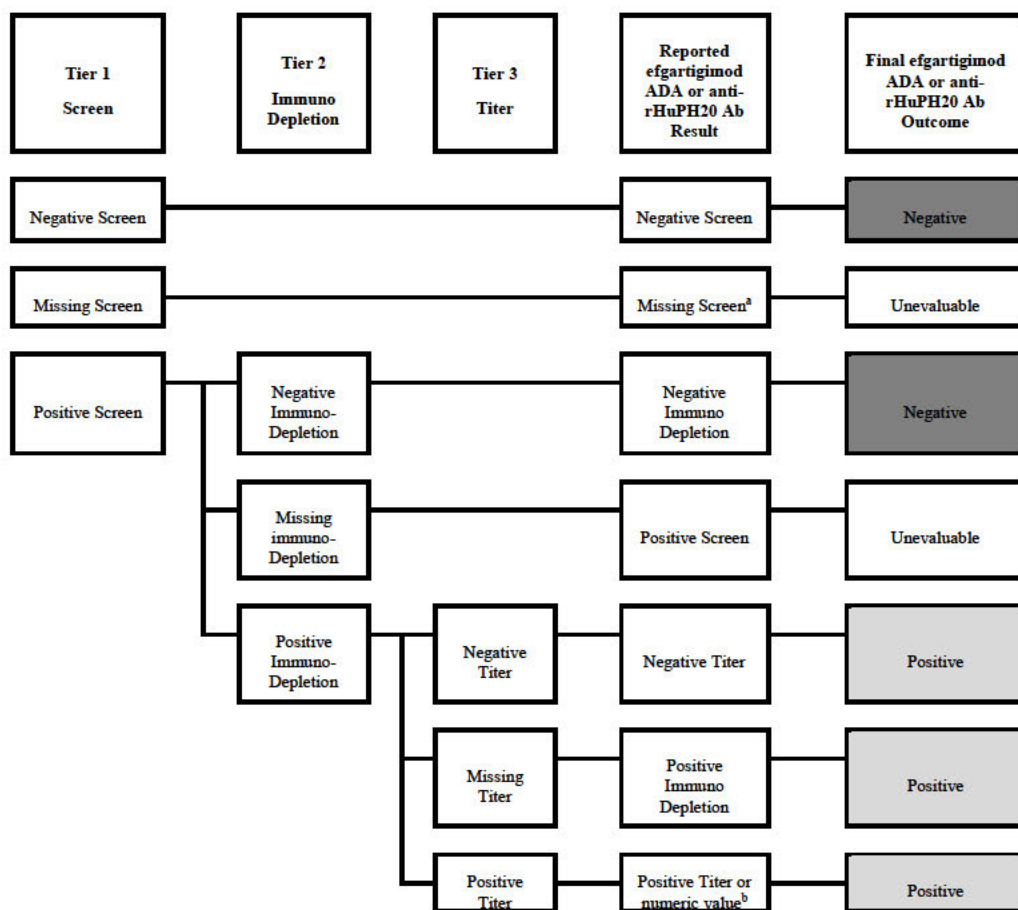 Tier 1
Screen
Tier 2
Immuno
Depletion
Tier 3
Titer
Reported
efgartigimod
ADA or anti-
rHuPH20 Ab
Result
Final efgartigimod
ADA or anti-
rHuPH20 Ab
Outcome
Negative Screen
Negative Screen
Negative
Missing Screen
Missing Screenª
Unevaluable
Positive Screen
Negative
Immuno-
Depletion
Negative
Immuno
Depletion
Negative
Missing
immuno-
Depletion
Positive Screen
Unevaluable
Positive
Immuno-
Depletion
Negative
Titer
Negative Titer
Positive
Missing
Titer
Positive
Immuno
Depletion
Positive
Positive
Titer
Positive Titer or
numeric valueᵇ
Positive